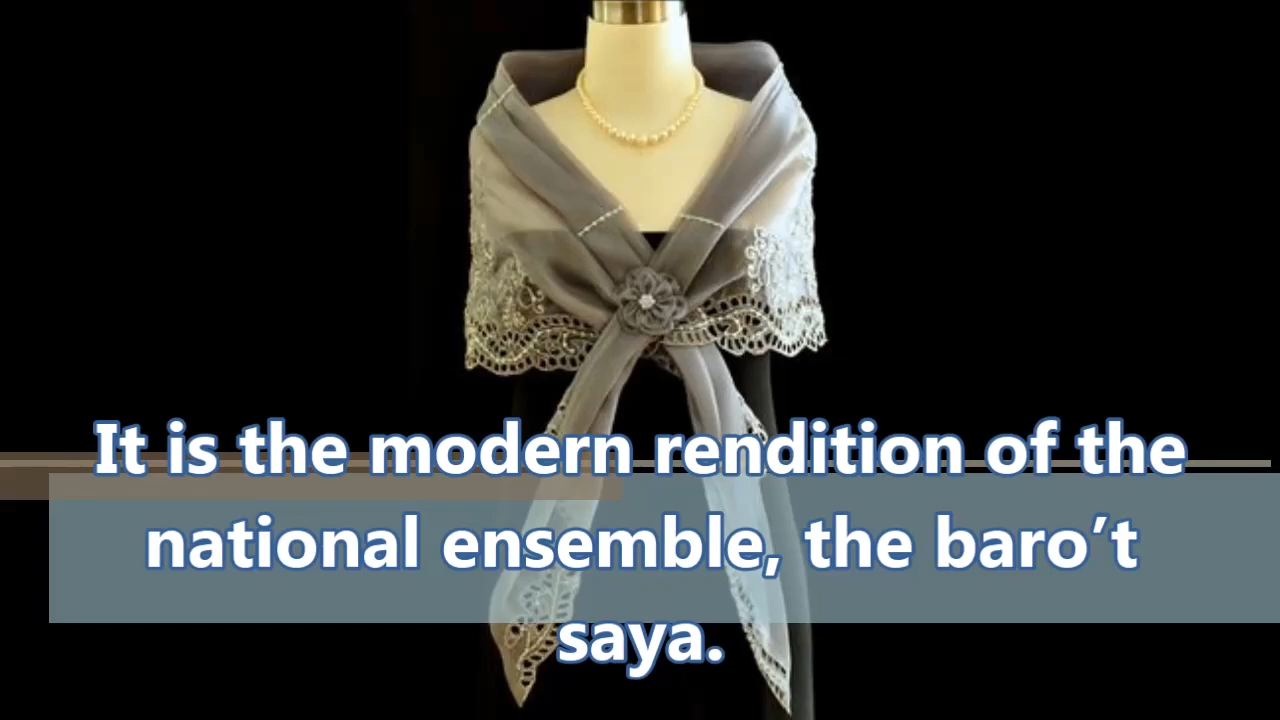 It is the modern rendition of the
national ensemble, the baro’t
saya.